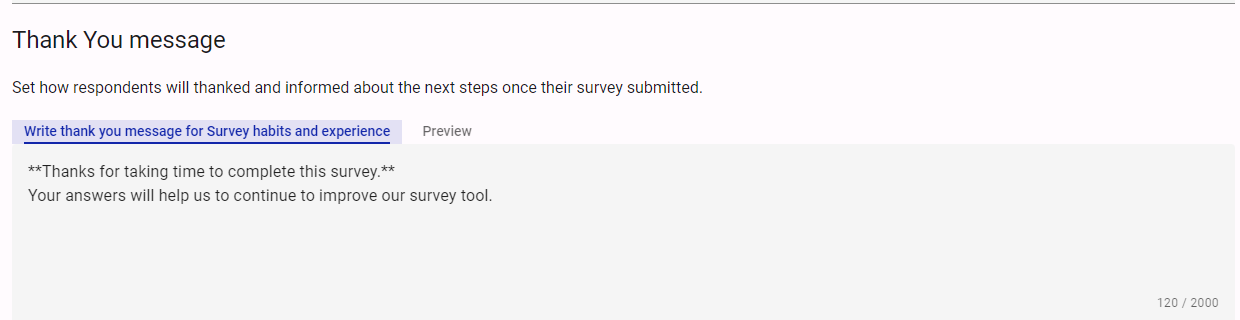 Thank You message
Set how respondents will thanked and informed about the next steps once their survey submitted.
Write thank you message for Survey habits and experience
Preview
**Thanks for taking time to complete this survey.**
Your answers will help us to continue to improve our survey tool.
120 / 2000